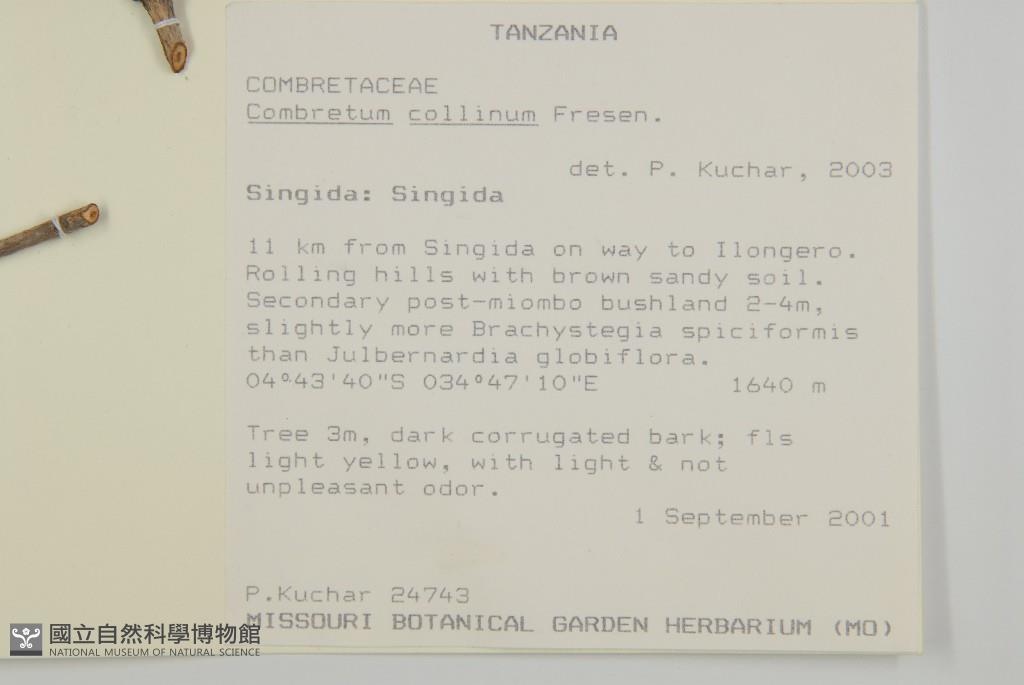 TANZANIA
COMBRETACEAE
Combretum collinum Fresen.
det. P. Kuchar, 2003
Singida: Singida
11 km from Singida on way to Ilongero.
Rolling hills with brown sandy soil.
Secondary post-miombo bushland 2-4m,
slightly more Brachystegia spiciformis
than Julbernardia globiflora.
04°43'40"S 034°47'10"E 1640 m
Tree 3m, dark corrugated bark; fls
light yellow, with light & not
unpleasant odor.
1 September 2001
P.Kuchar 24743
MISSOURI BOTANICAL GARDEN HERBARIUM (MO)
國立自然科學博物館
NATIONAL MUSEUM OF NATURAL SCIENCE